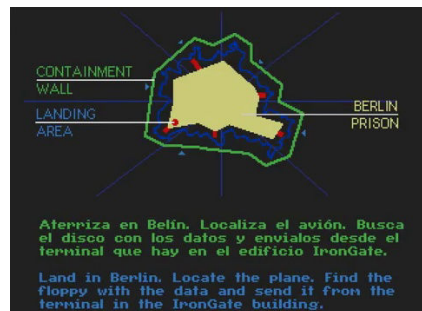 CONTAINMENT
WALL
LANDING
AREA
BERLIN
PRISON
Aterriza en Belín. Localiza el avión. Busca
el disco con los datos y envialos desde el
terminal que hay en el edificio IronGate.
Land in Berlin. Locate the plane. Find the
floppy with the data and send it from the
terminal in the IronGate building.